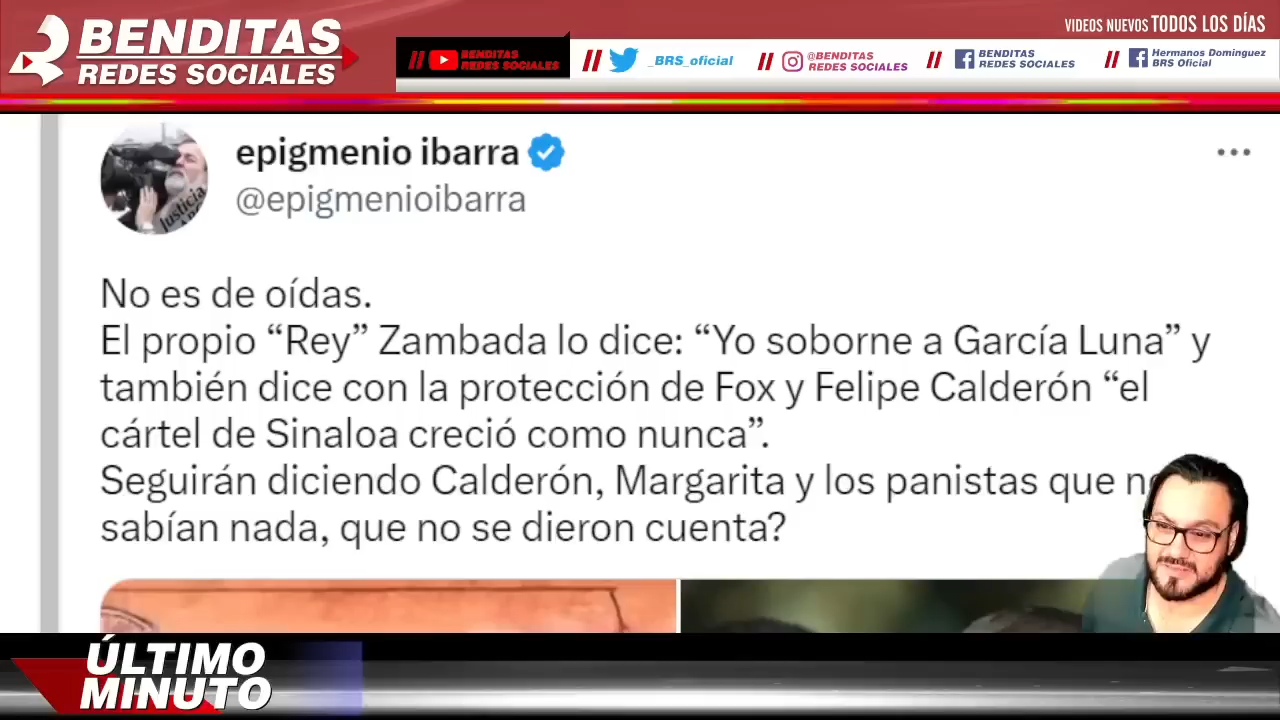 BENDITAS
REDES SOCIALES
VIDEOS NUEVOS TODOS LOS DÍAS
BENDITAS
REDES SOCIALES
_BRS_oficial
@BENDITAS
REDES SOCIALES
BENDITAS
REDES SOCIALES
Hermanos Dominguez
BRS Oficial
epigmenio ibarra
@epigmenioibarra
Justicia
No es de oídas.
El propio “Rey” Zambada lo dice: “Yo soborne a García Luna” y
también dice con la protección de Fox y Felipe Calderón “el
cártel de Sinaloa creció como nunca”.
Seguirán diciendo Calderón, Margarita y los panistas que
sabían nada, que no se dieron cuenta?
ÚLTIMO
MINUTO